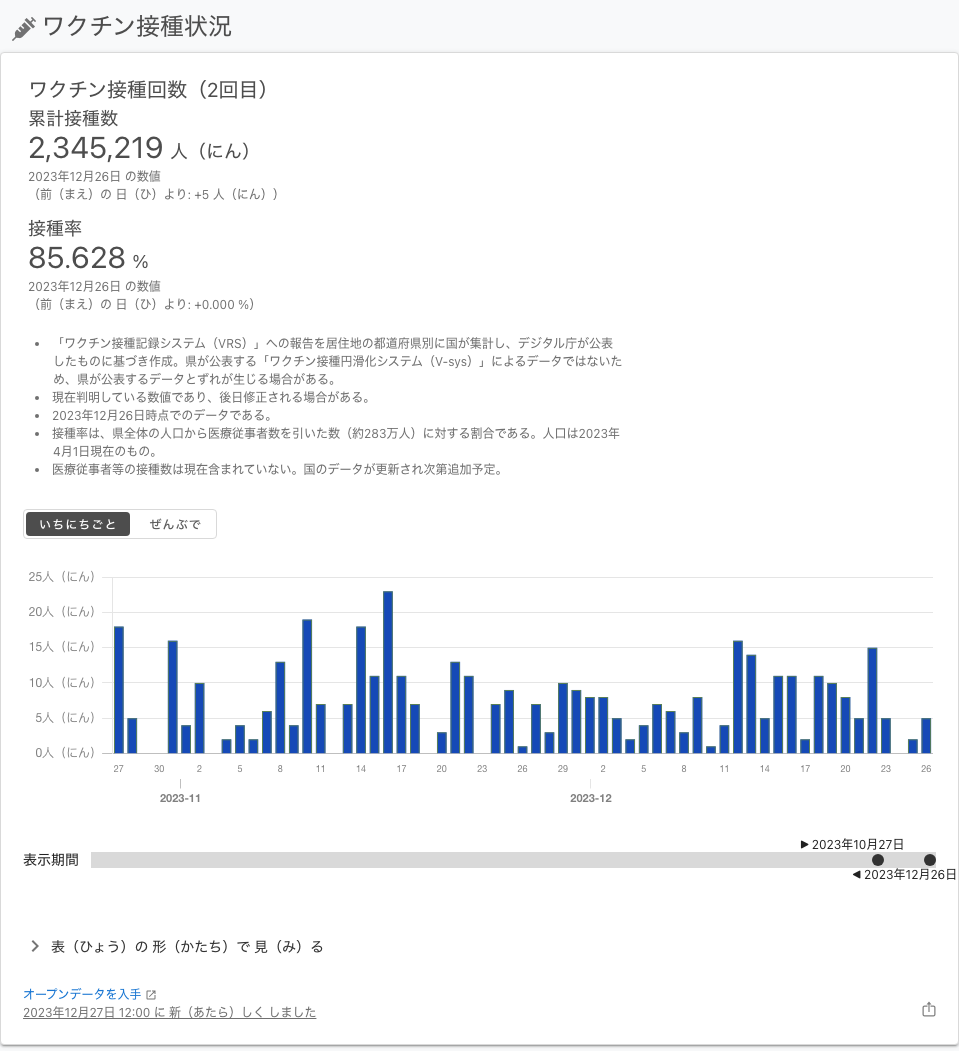 ワクチン接種状況
ワクチン接種回数（2回目）
累計接種数
2,345,219 人（にん）
2023年12月26日 の数値
（前（まえ）の 日（ひ）より: +5 人（にん））
接種率
85.628 %
2023年12月26日 の数値
（前（まえ）の 日（ひ）より: +0.000 %）
• 「ワクチン接種記録システム（VRS）」への報告を居住地の都道府県別に国が集計し、デジタル庁が公表
したものに基づき作成。県が公表する「ワクチン接種円滑化システム（V-sys）」によるデータではないた
め、県が公表するデータとずれが生じる場合がある。
• 現在判明している数値であり、後日修正される場合がある。
• 2023年12月26日時点でのデータである。
• 接種率は、県全体の人口から医療従事者数を引いた数（約283万人）に対する割合である。人口は2023年
4月1日現在のもの。
• 医療従事者等の接種数は現在含まれていない。国のデータが更新され次第追加予定。
いちにちごと ぜんぶで
25人（にん）
20人（にん）
15人（にん）
10人（にん）
5人（にん）
0人（にん）
27 30 2 5 8 11 14 17 20 23 26 29 2 5 8 11 14 17 20 23 26
2023-11 2023-12
▶ 2023年10月27日
表示期間
◀ 2023年12月26日
表（ひょう）の 形（かたち）で 見（み）る
オープンデータを入手
2023年12月27日 12:00 に 新（あたら）しく しました